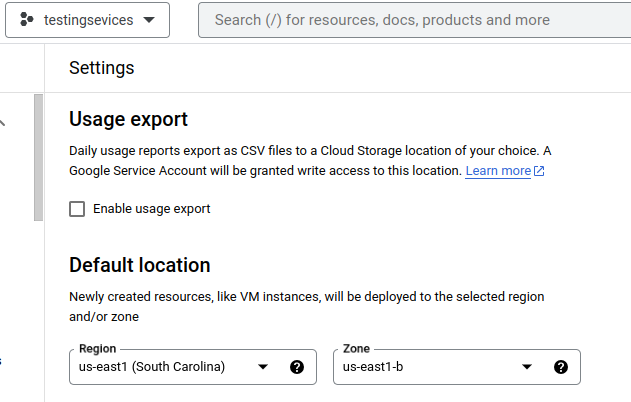 testingsevices
Search (/) for resources, docs, products and more
Settings
Usage export
Daily usage reports export as CSV files to a Cloud Storage location of your choice. A
Google Service Account will be granted write access to this location. Learn more
Enable usage export
Default location
Newly created resources, like VM instances, will be deployed to the selected region
and/or zone
Region
us-east1 (South Carolina)
Zone
us-east1-b